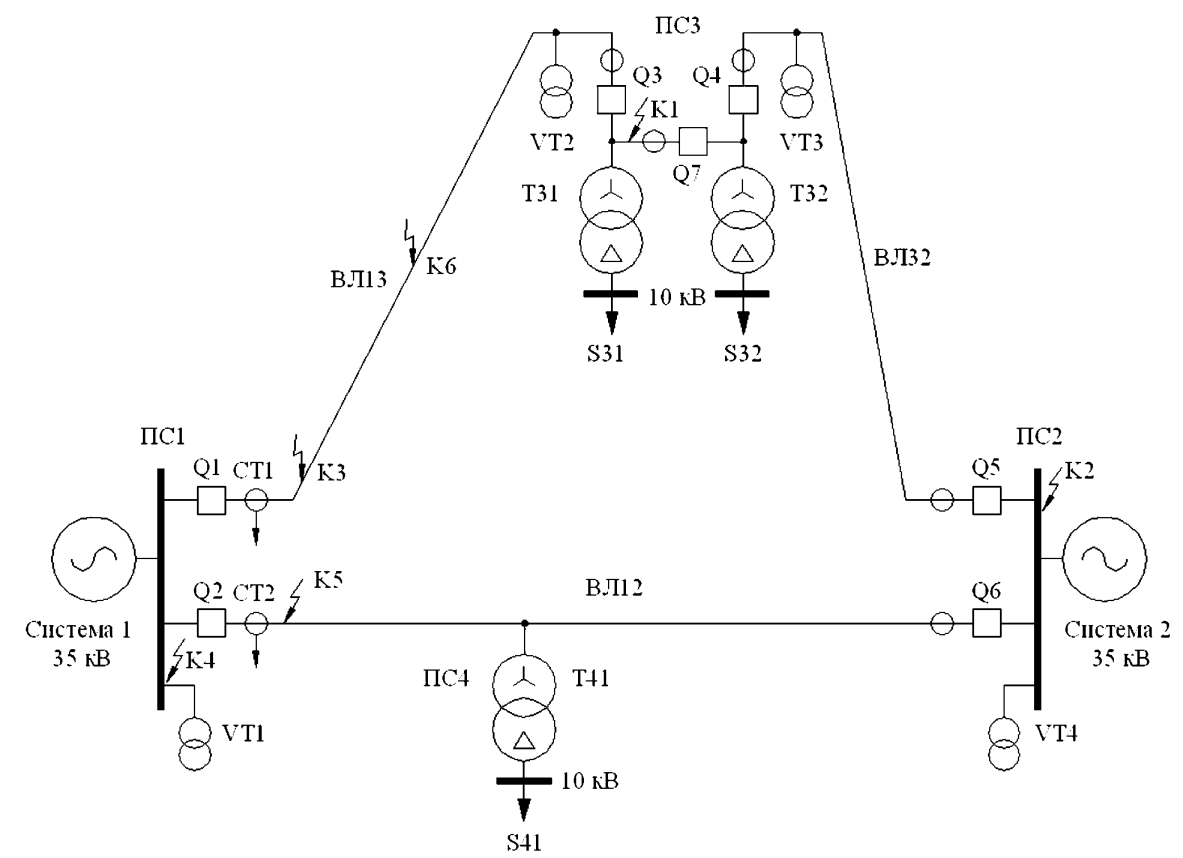 ПС3
Q3
Q4
K1
VT2
VT3
Q7
T31
T32
ВЛ13
K6
ВЛ32
10 кВ
S31
S32
ПС1
ПС2
Q1
CT1
K3
Q5
K2
Q2
CT2
K5
ВЛ12
Q6
Система 1
35 кВ
Система 2
35 кВ
K4
ПС4
T41
VT1
VT4
10 кВ
S41